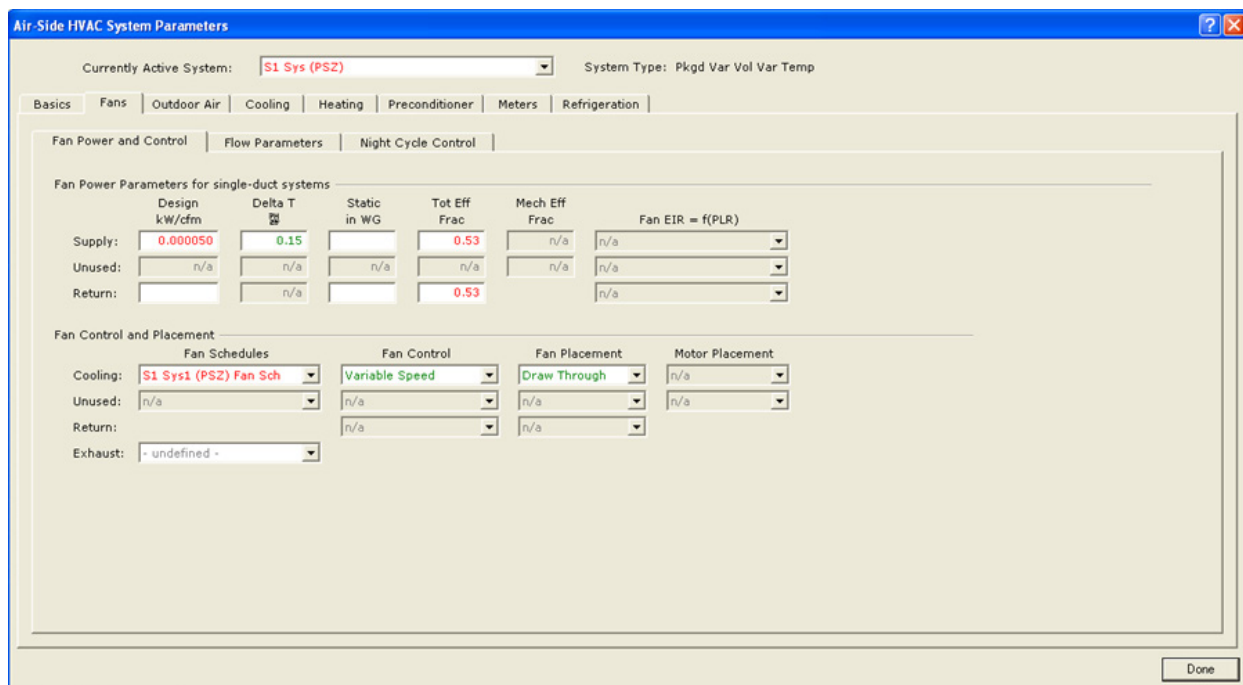 Air-Side HVAC System Parameters
Currently Active System: S1 Sys (PSZ) System Type: Pkgd Var Vol Var Temp
Basics Fans Outdoor Air Cooling Heating Preconditioner Meters Refrigeration
Fan Power and Control Flow Parameters Night Cycle Control
Fan Power Parameters for single-duct systems
Design Delta T Static Tot Eff Mech Eff
kW/cfm in WG Frac Frac Fan EIR = f(PLR)
Supply: 0.000050 0.15 0.53 n/a n/a
Unused: n/a n/a n/a n/a n/a n/a
Return: n/a 0.53 n/a
Fan Control and Placement
Fan Schedules Fan Control Fan Placement Motor Placement
Cooling: S1 Sys1 (PSZ) Fan Sch Variable Speed Draw Through n/a
Unused: n/a n/a n/a n/a
Return: n/a n/a
Exhaust: - undefined -
Done